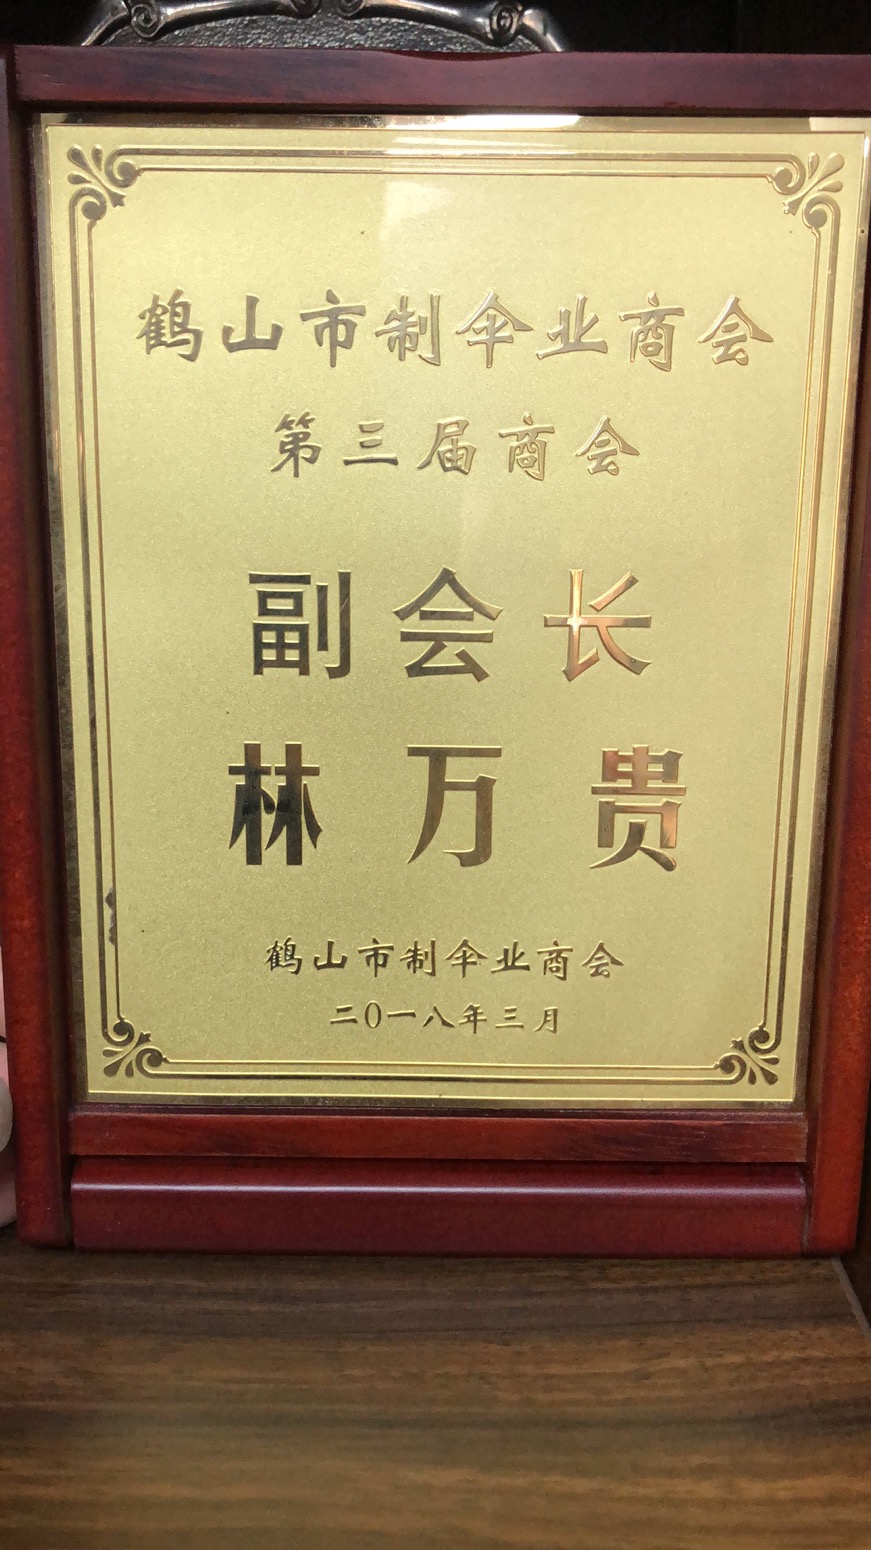 鹤山市制伞业商会
第三届商会
副会长
林万贵
鹤山市制伞业商会
二〇一八年三月